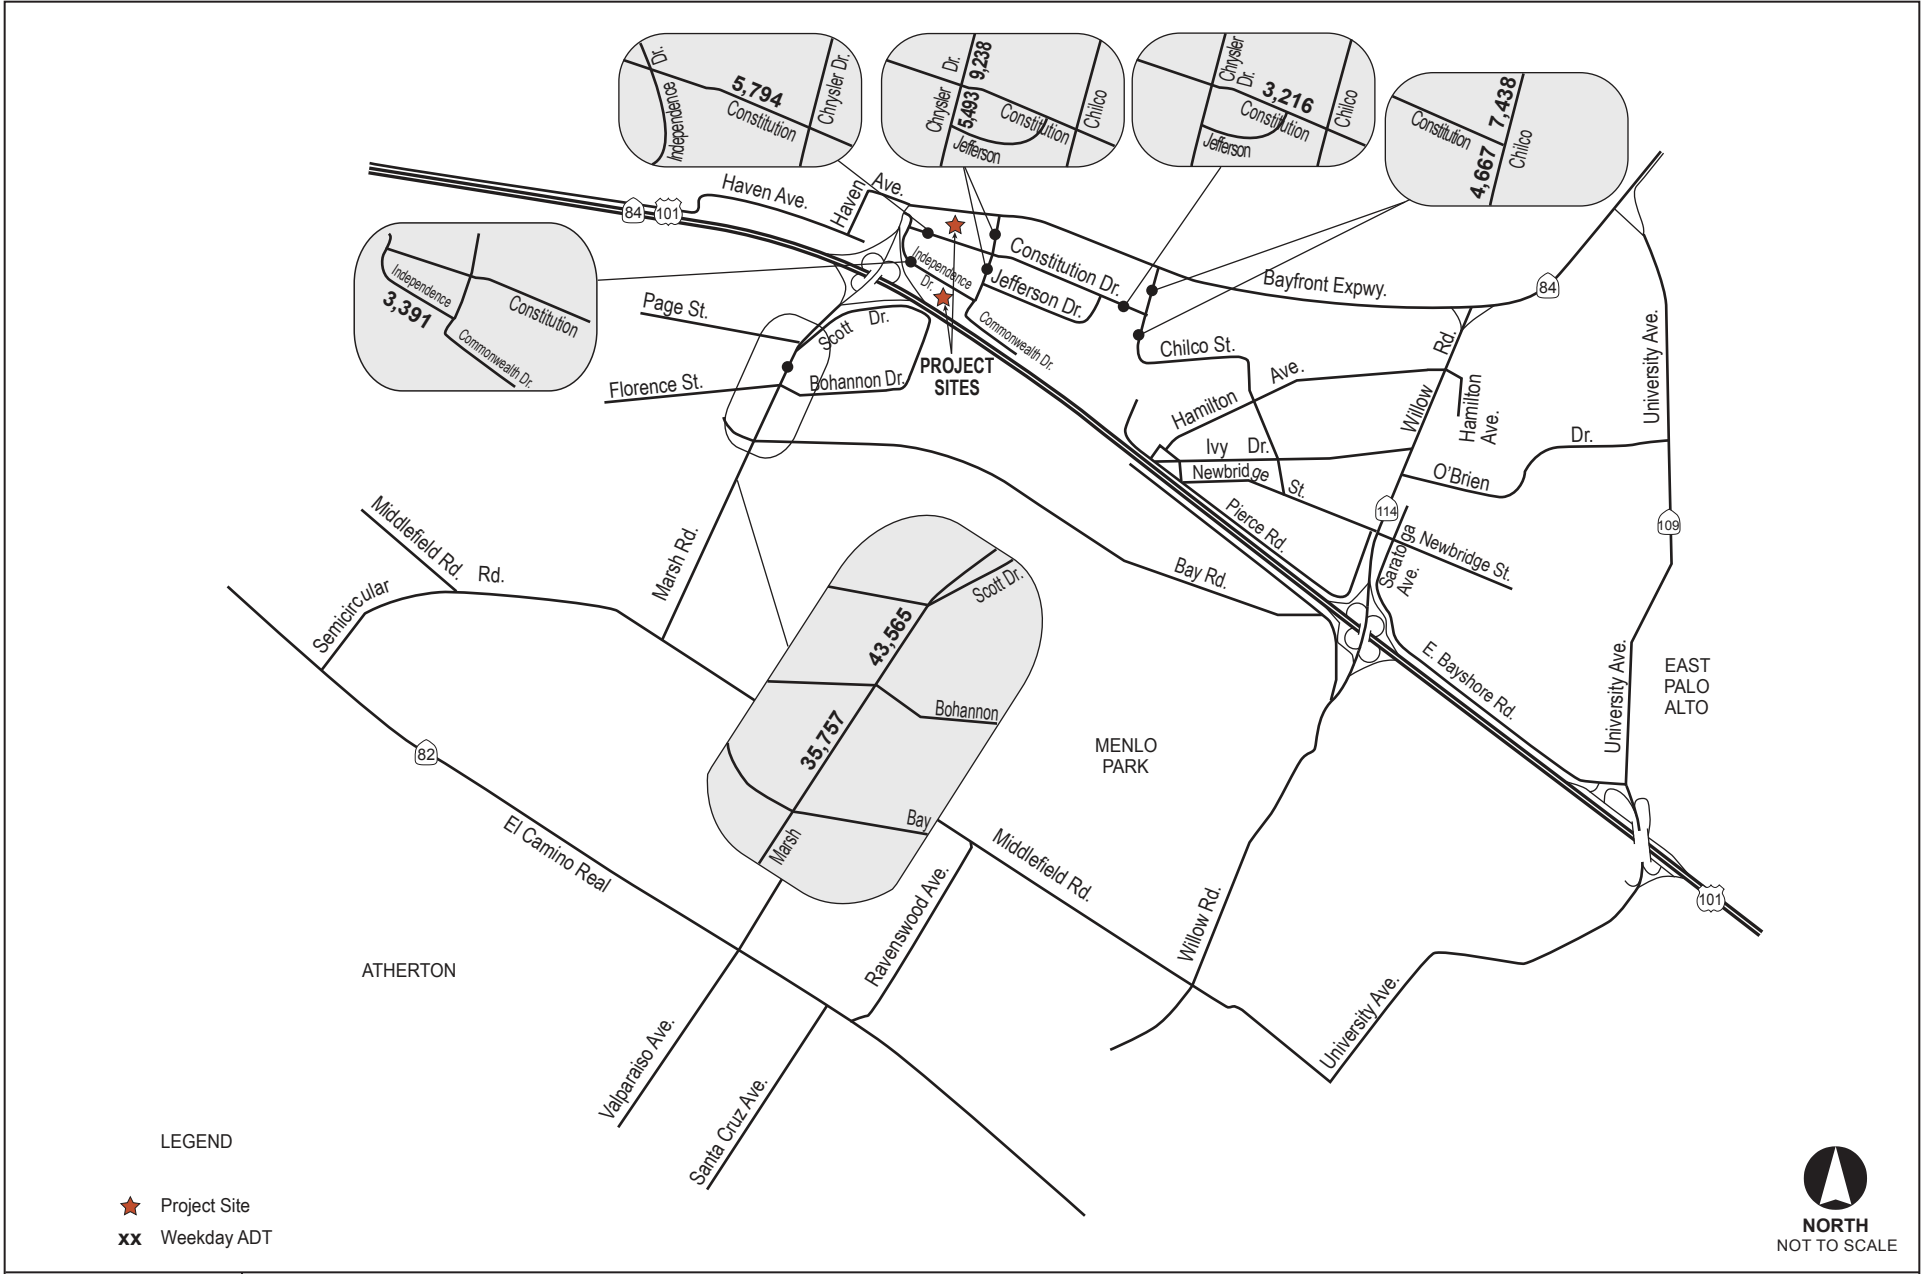 Dr.
Independence
5,794
Constitution
Chrysler Dr.
Chrysler
Dr.
9,238
5,493
Constitution
Jefferson
Chilco
Chrysler
Dr.
3,216
Constitution
Jefferson
Chilco
Constitution
7,438
4,667
Chilco
84
101
Haven Ave.
Haven
Ave.
Independence
3,391
Constitution
Commonwealth Dr.
Independence
Dr.
Constitution Dr.
Jefferson Dr.
Commonwealth Dr.
Bayfront Expwy.
84
Page St.
Scott
Dr.
Florence St.
Bohannon Dr.
PROJECT
SITES
Chilco St.
Hamilton
Ave.
Willow
Rd.
Hamilton
Ave.
University Ave.
Ivy
Dr.
Newbridge
St.
O'Brien
Dr.
114
109
Pierce Rd.
Saratoga
Ave.
Newbridge St.
Bay Rd.
Middlefield Rd.
Rd.
Semicircular
Marsh Rd.
Scott Dr.
43,565
Bohannon
35,757
Bay
Marsh
E. Bayshore Rd.
University Ave.
EAST
PALO
ALTO
MENLO
PARK
82
El Camino Real
Middlefield Rd.
Ravenswood Ave.
Willow Rd.
101
ATHERTON
Valparaiso Ave.
Santa Cruz Ave.
University Ave.
LEGEND
Project Site
xx Weekday ADT
NORTH
NOT TO SCALE